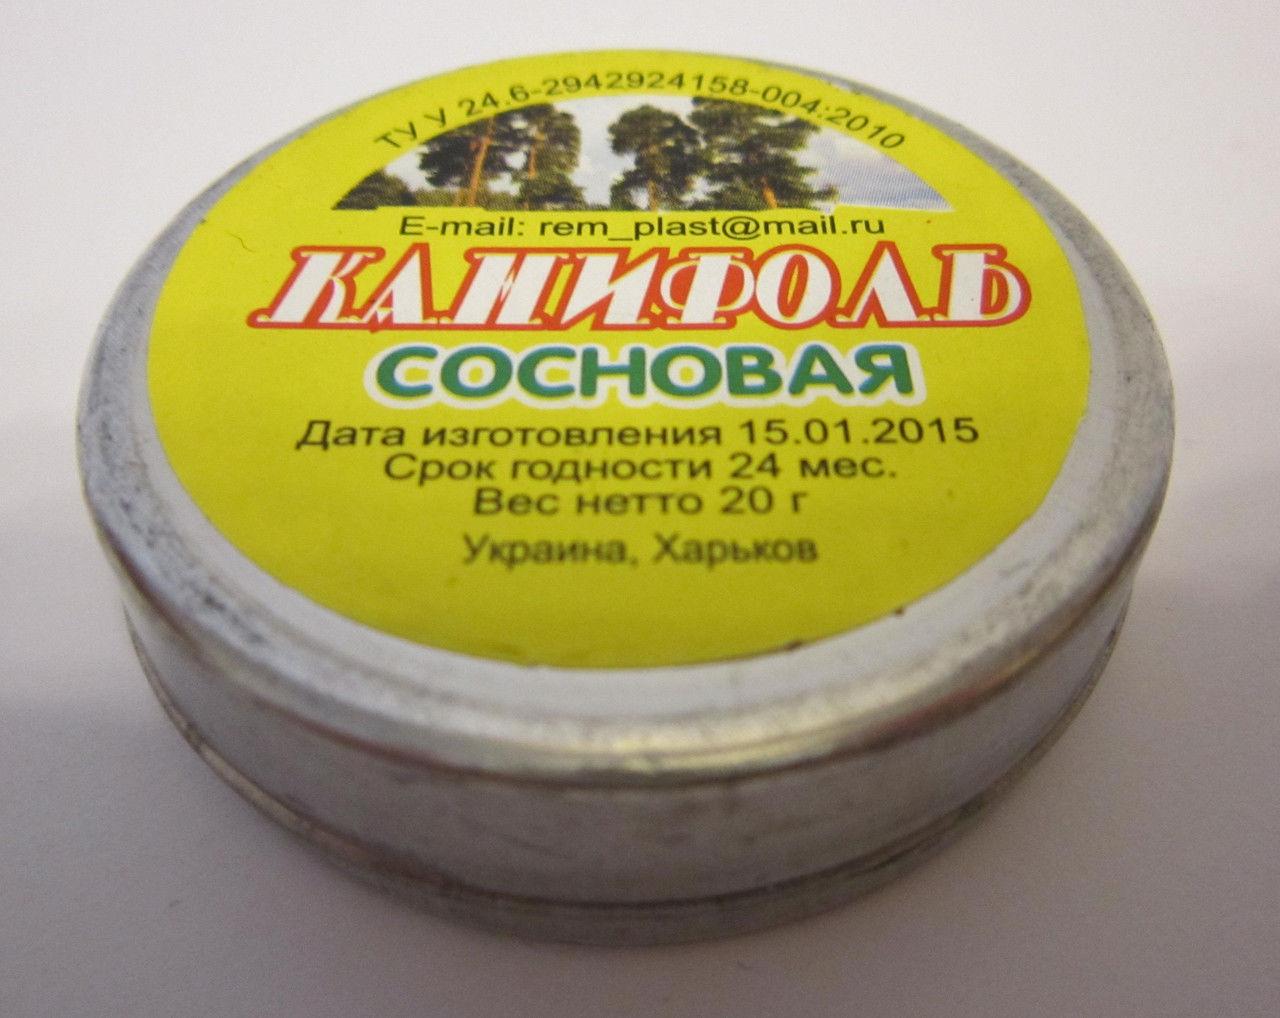 ТУ У 24.6-2942924158-004:2010
E-mail: rem_plast@mail.ru
КАНИФОЛЬ
СОСНОВАЯ
Дата изготовления 15.01.2015
Срок годности 24 мес.
Вес нетто 20 г
Украина, Харьков